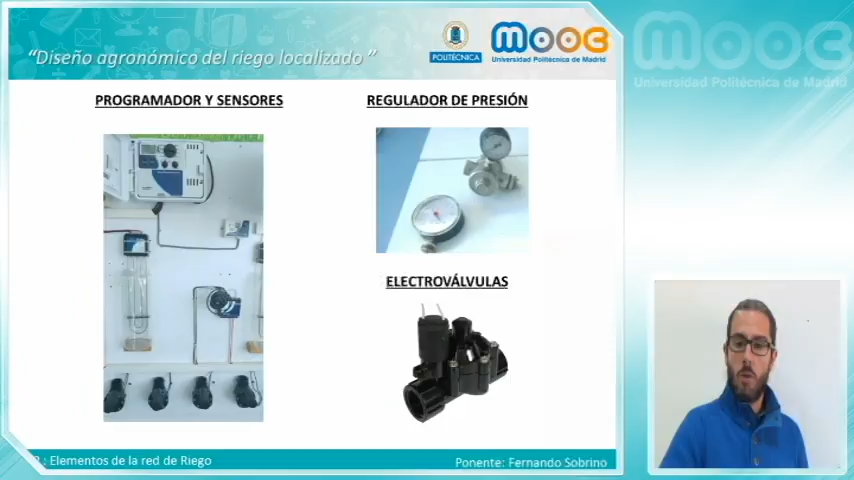 “Diseño agronómico del riego localizado ”
POLITÉCNICA
MOOC
Universidad Politécnica de Madrid
MOOC
Universidad Politécnica de Madrid
PROGRAMADOR Y SENSORES
REGULADOR DE PRESIÓN
ELECTROVÁLVULAS
: Elementos de la red de Riego
Ponente: Fernando Sobrino